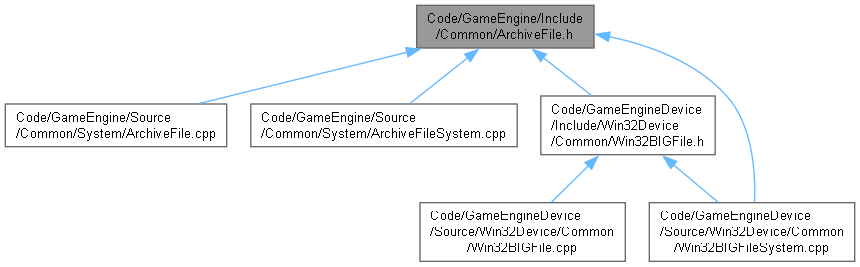 Code/GameEngine/Include
/Common/ArchiveFile.h
Code/GameEngine/Source
/Common/System/ArchiveFile.cpp
Code/GameEngine/Source
/Common/System/ArchiveFileSystem.cpp
Code/GameEngineDevice
/Include/Win32Device
/Common/Win32BIGFile.h
Code/GameEngineDevice
/Source/Win32Device/Common
/Win32BIGFile.cpp
Code/GameEngineDevice
/Source/Win32Device/Common
/Win32BIGFileSystem.cpp